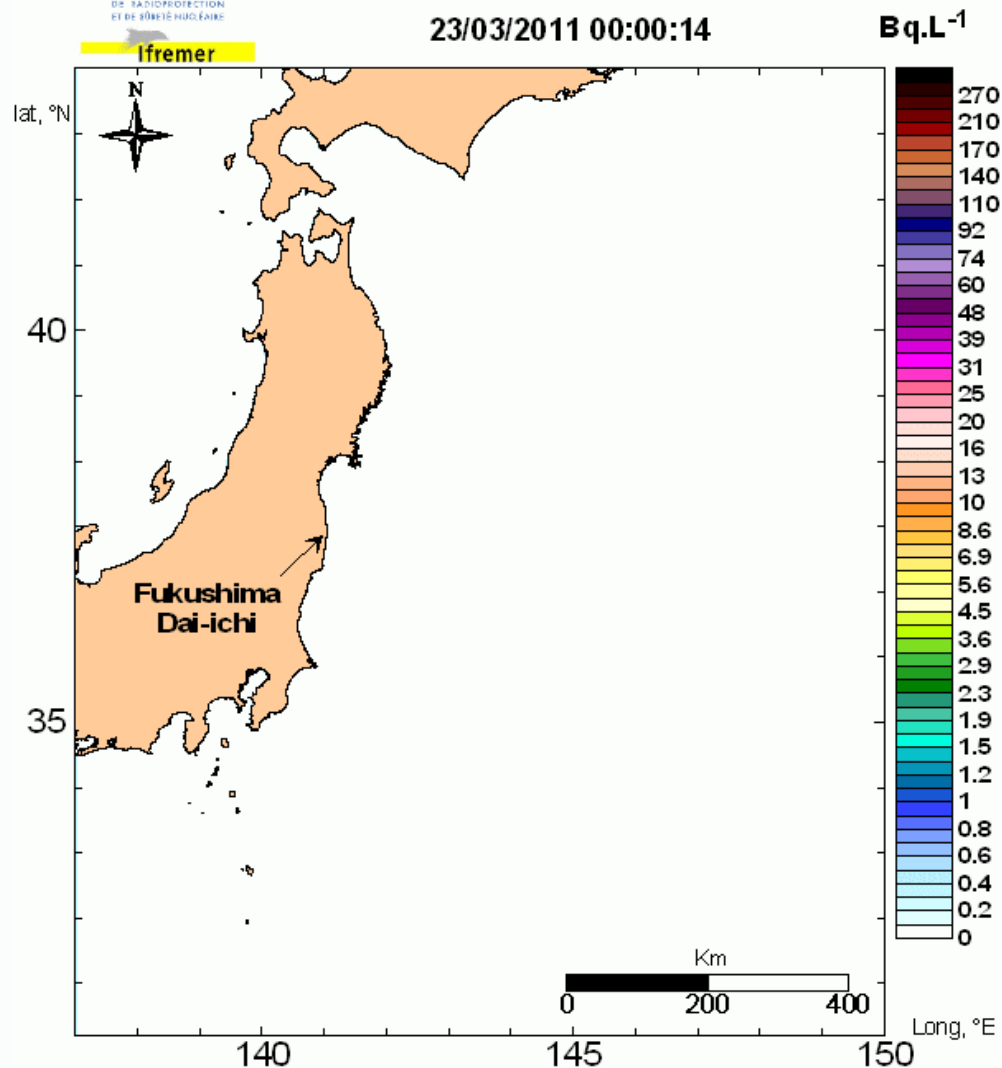 DE RADIOPROTECTION
ET DE SÛRETÉ NUCLÉAIRE
Ifremer
23/03/2011 00:00:14
Bq.L-1
lat, °N
N
270
210
170
140
110
92
74
60
48
40
39
31
25
20
16
13
10
8.6
6.9
Fukushima
Dai-ichi
5.6
4.5
3.6
2.9
2.3
35
1.9
1.5
1.2
1
0.8
0.6
0.4
0.2
0
Km
0 200 400
Long, °E
140 145 150